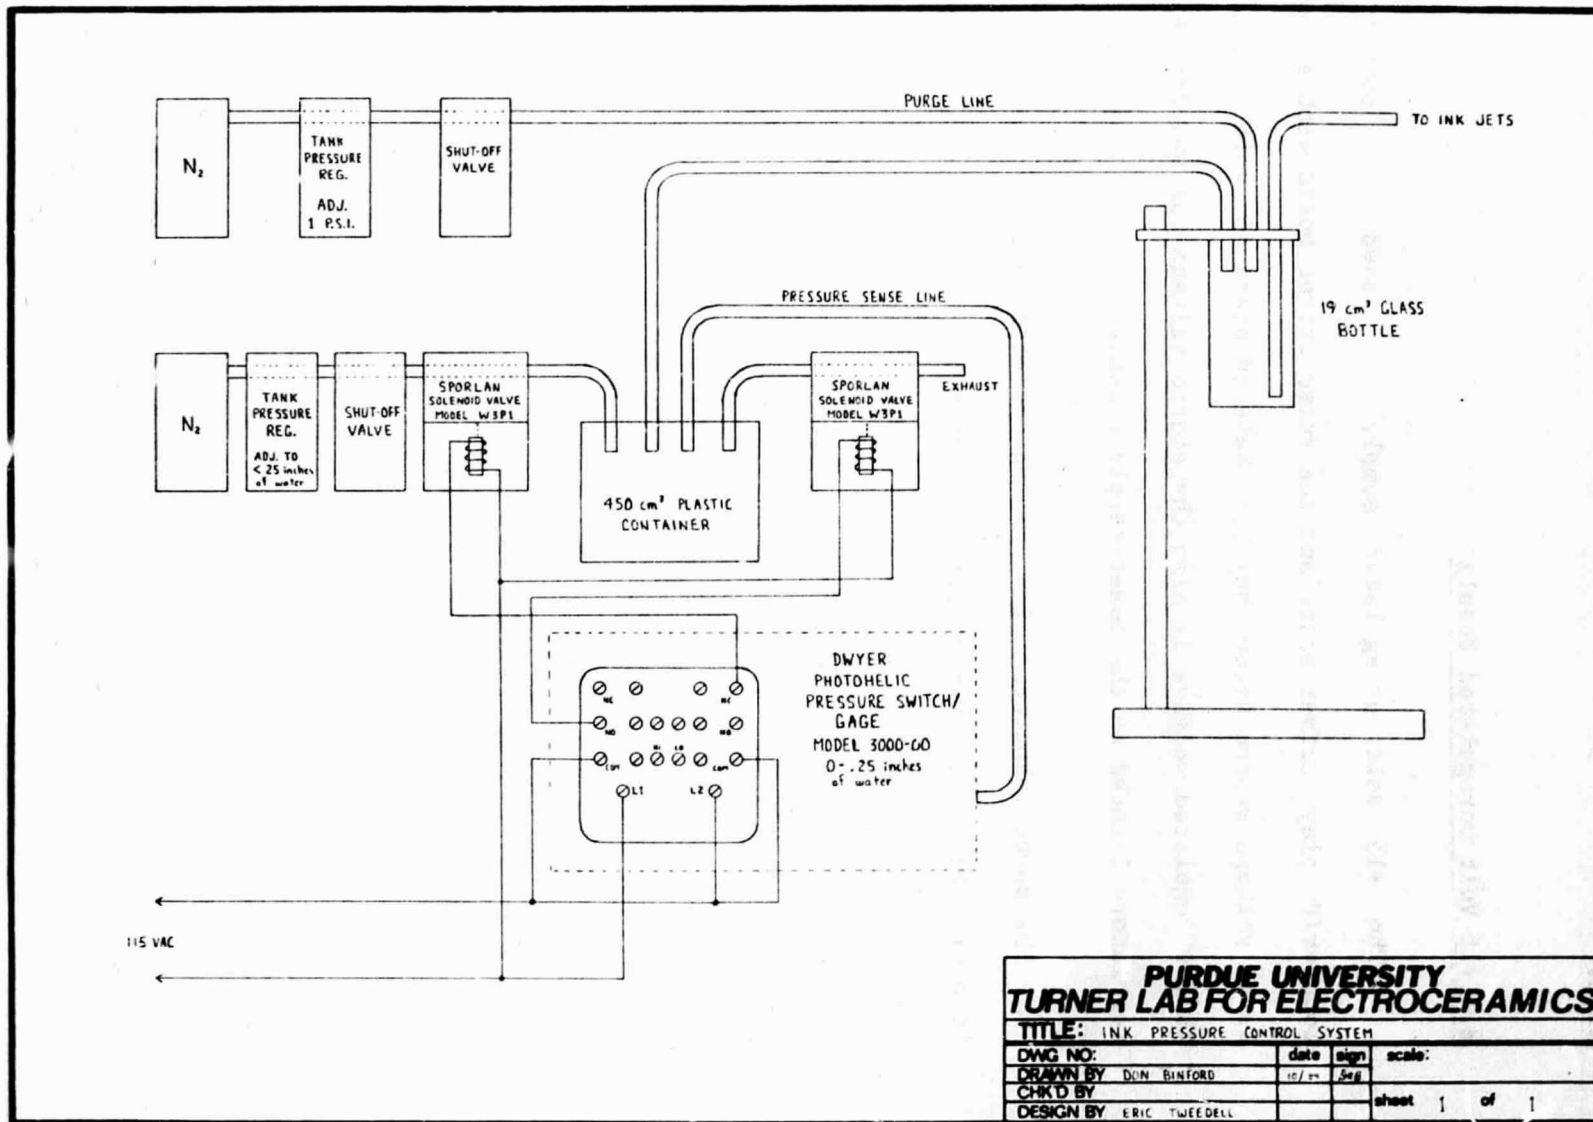 PURGE LINE
TO INK JETS
N₂
TANK
PRESSURE
REG.
ADJ.
1 P.S.I.
SHUT-OFF
VALVE
PRESSURE SENSE LINE
19 cm³ GLASS
BOTTLE
N₂
TANK
PRESSURE
REG.
ADJ. TO
< 25 inches
of water
SHUT-OFF
VALVE
SPORLAN
SOLENOID VALVE
MODEL W3P1
SPORLAN
SOLENOID VALVE
MODEL W3P1
EXHAUST
450 cm³ PLASTIC
CONTAINER
DWYER
PHOTOHELIC
PRESSURE SWITCH/
GAGE
MODEL 3000-00
0-.25 inches
of water
NC
NC
NO
NO
HI LO
COM
COM
L1
L2
115 VAC
PURDUE UNIVERSITY
TURNER LAB FOR ELECTROCERAMICS
TITLE: INK PRESSURE CONTROL SYSTEM
DWG NO:
date sign scale:
DRAWN BY DON BINFORD
10/
CHK'D BY
sheet 1 of 1
DESIGN BY ERIC TWEEDELL